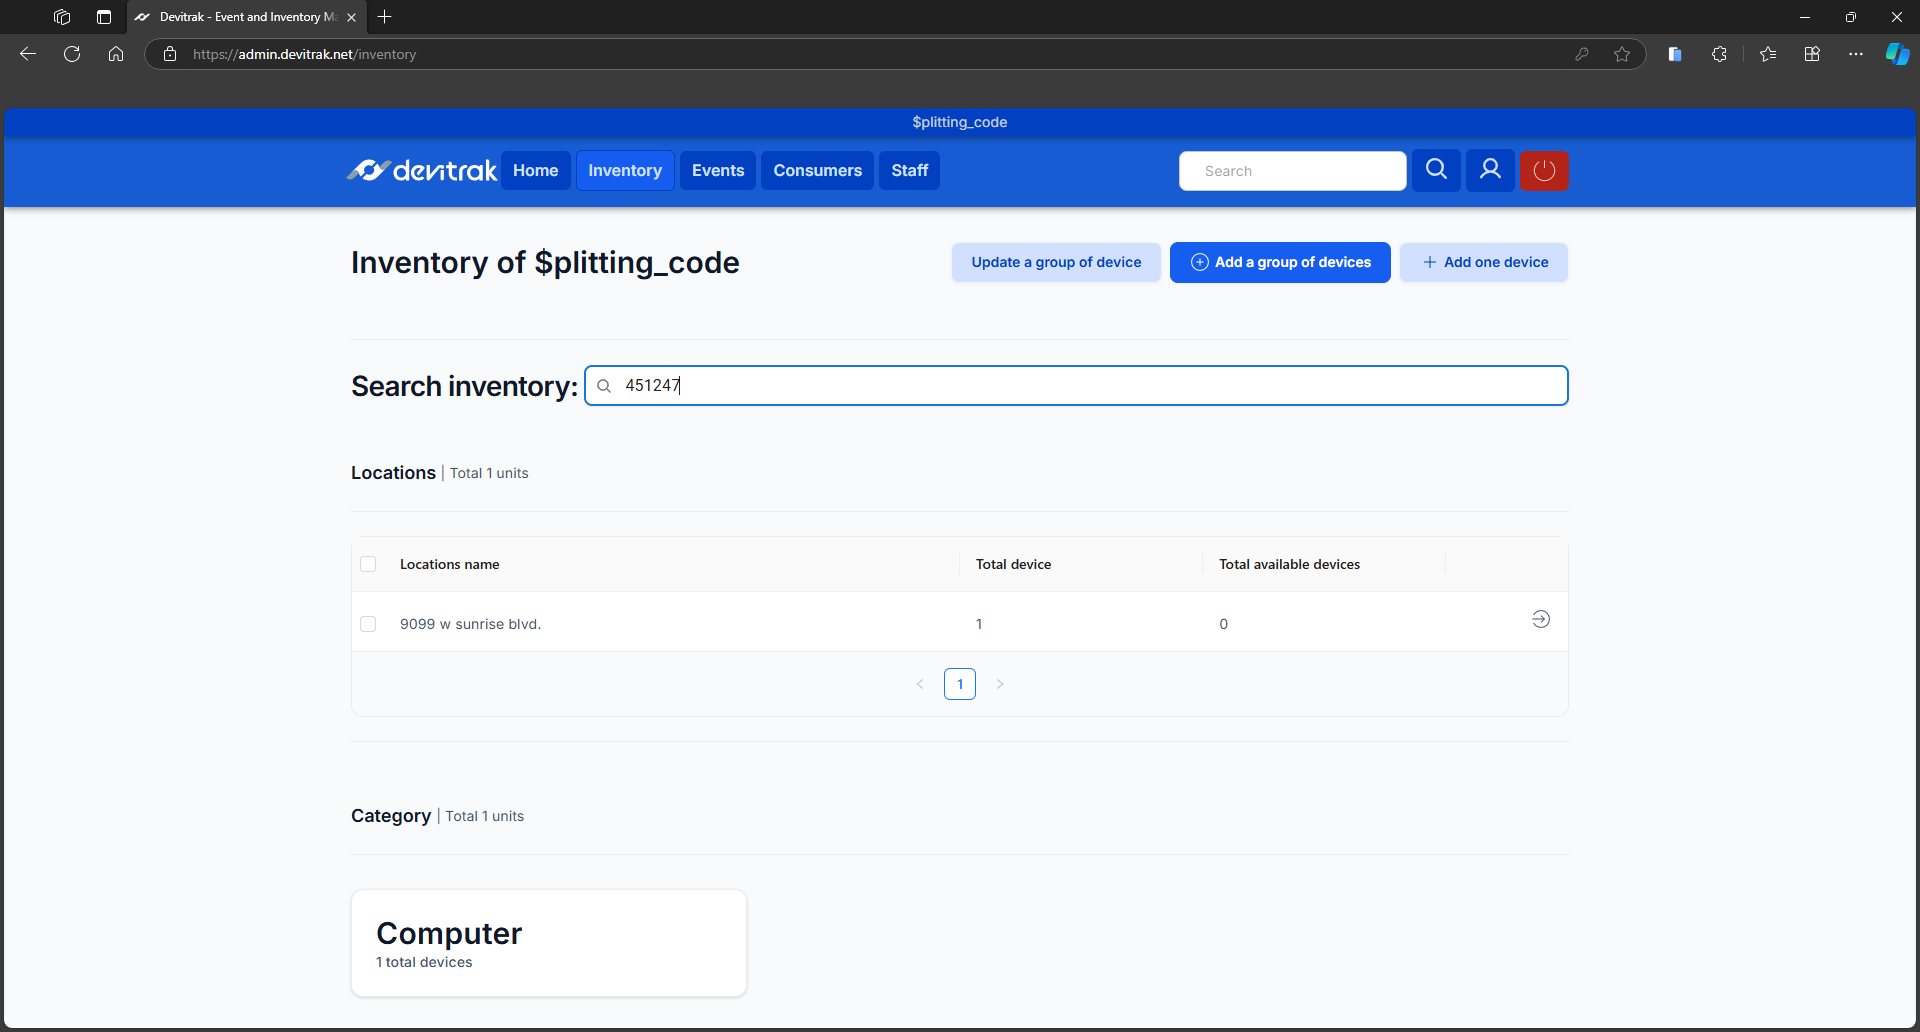 Devitrak - Event and Inventory Ma
https://admin.devitrak.net/inventory
$plitting_code
devitrak Home Inventory Events Consumers Staff Search
Inventory of $plitting_code Update a group of device Add a group of devices Add one device
Search inventory: 451247
Locations | Total 1 units
Locations name Total device Total available devices
9099 w sunrise blvd. 1 0
< 1 >
Category | Total 1 units
Computer
1 total devices